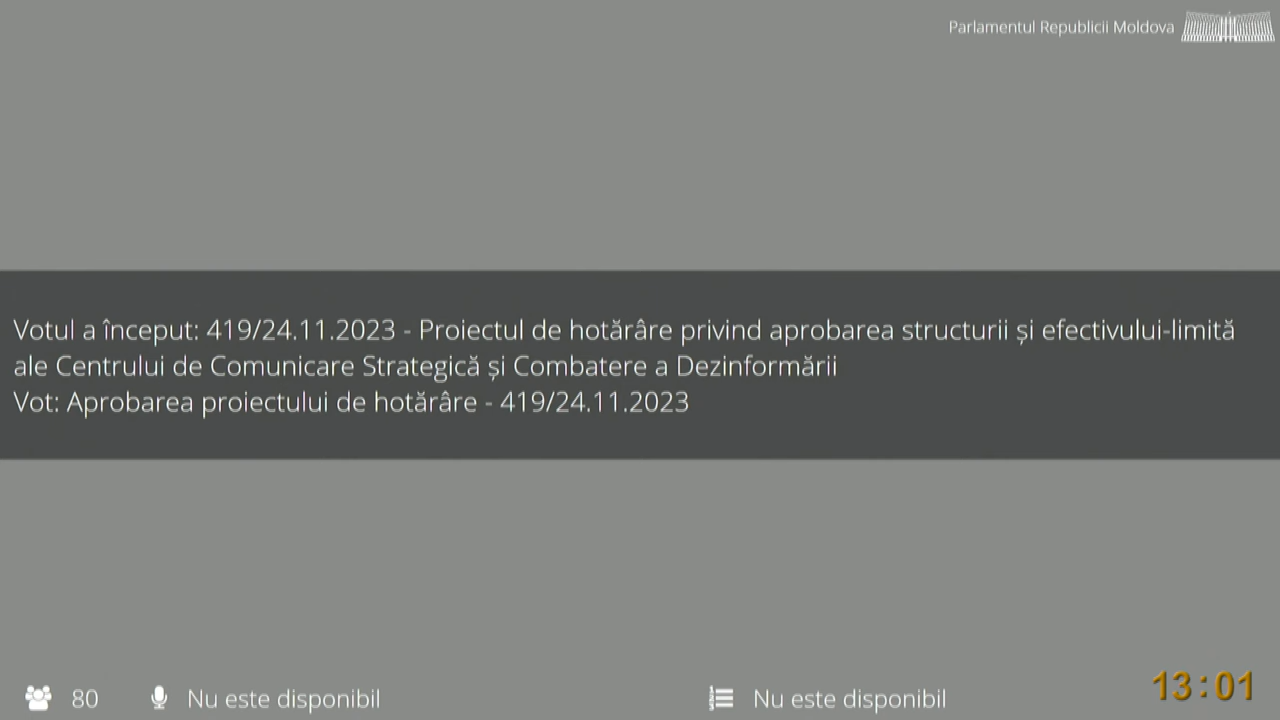 Parlamentul Republicii Moldova
Votul a început: 419/24.11.2023 - Proiectul de hotărâre privind aprobarea structurii și efectivului-limită
ale Centrului de Comunicare Strategică și Combatere a Dezinformării
Vot: Aprobarea proiectului de hotărâre - 419/24.11.2023
80
Nu este disponibil
Nu este disponibil
13:01